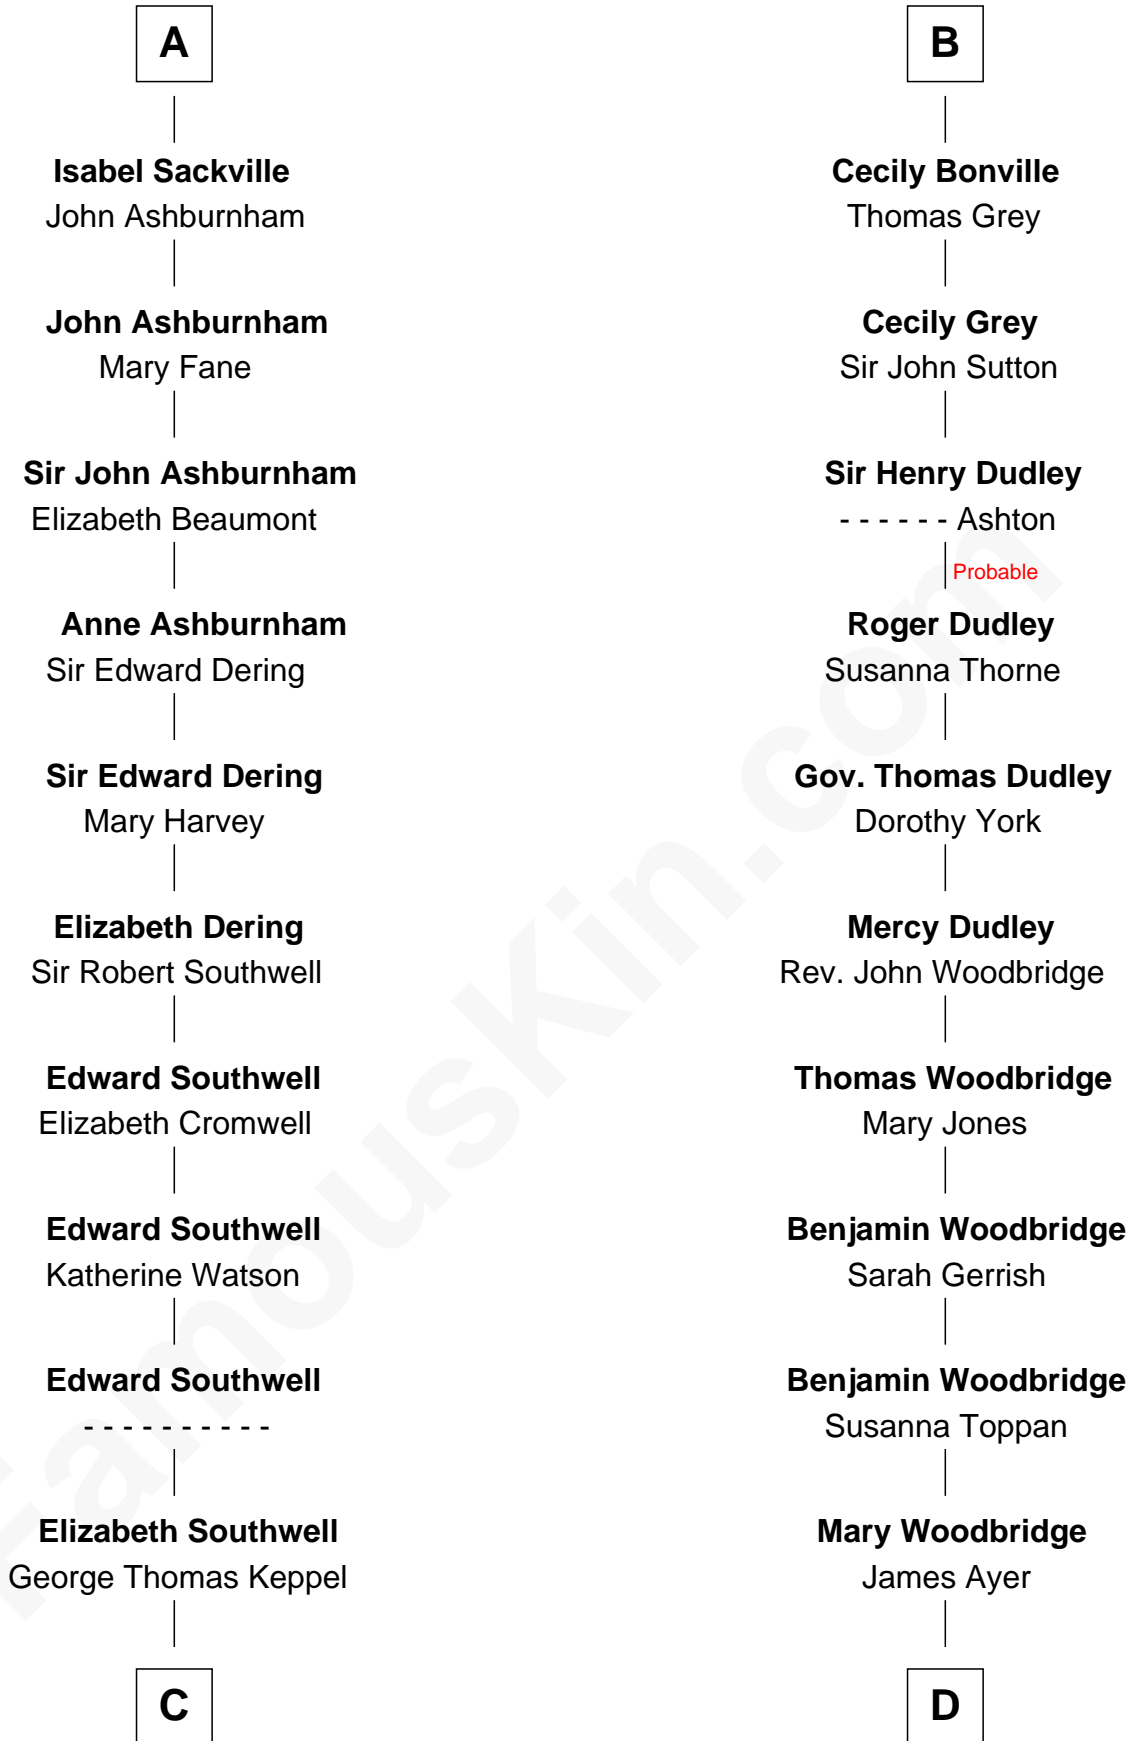 A
Isabel Sackville
John Ashburnham
John Ashburnham
Mary Fane
Sir John Ashburnham
Elizabeth Beaumont
Anne Ashburnham
Sir Edward Dering
Sir Edward Dering
Mary Harvey
Elizabeth Dering
Sir Robert Southwell
Edward Southwell
Elizabeth Cromwell
Edward Southwell
Katherine Watson
Edward Southwell
- - - - - - - - - -
Elizabeth Southwell
George Thomas Keppel
C
B
Cecily Bonville
Thomas Grey
Cecily Grey
Sir John Sutton
Sir Henry Dudley
- - - - - - Ashton
Probable
Roger Dudley
Susanna Thorne
Gov. Thomas Dudley
Dorothy York
Mercy Dudley
Rev. John Woodbridge
Thomas Woodbridge
Mary Jones
Benjamin Woodbridge
Sarah Gerrish
Benjamin Woodbridge
Susanna Toppan
Mary Woodbridge
James Ayer
D
FamousKin.com